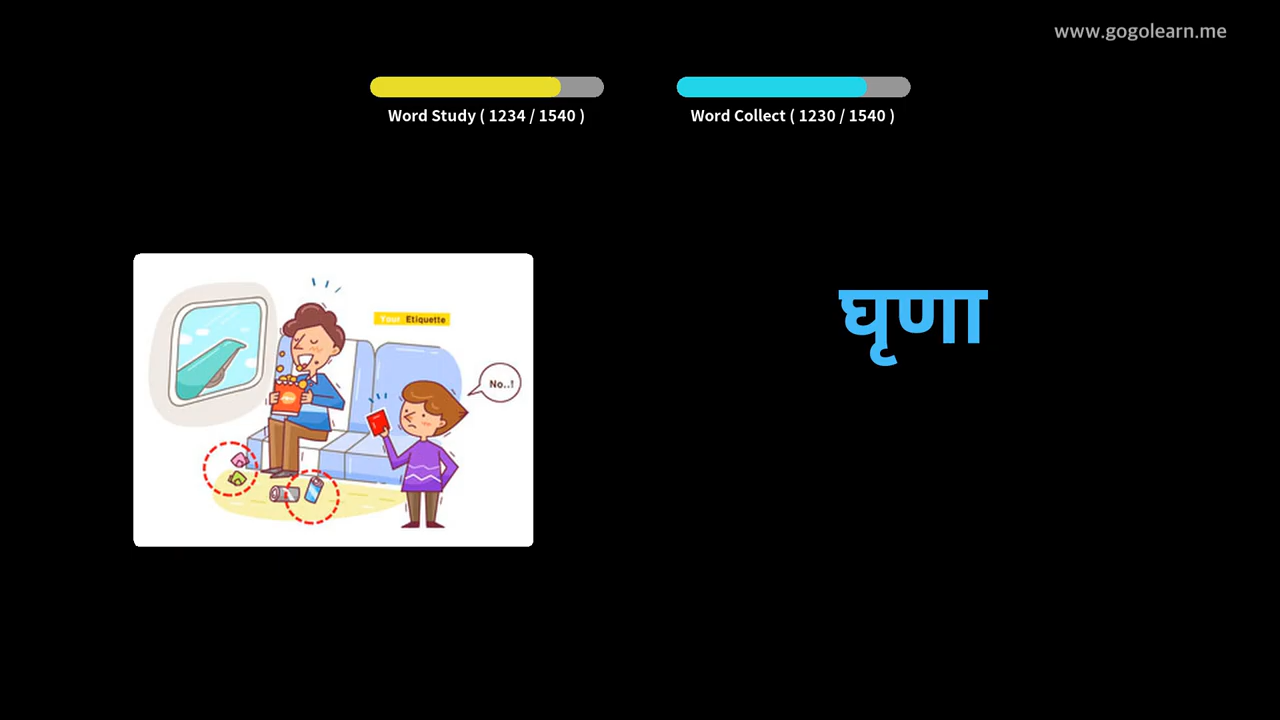 www.gogolearn.me
Word Study ( 1234 / 1540 )
Word Collect ( 1230 / 1540 )
Your Etiquette
No..!
घृणा